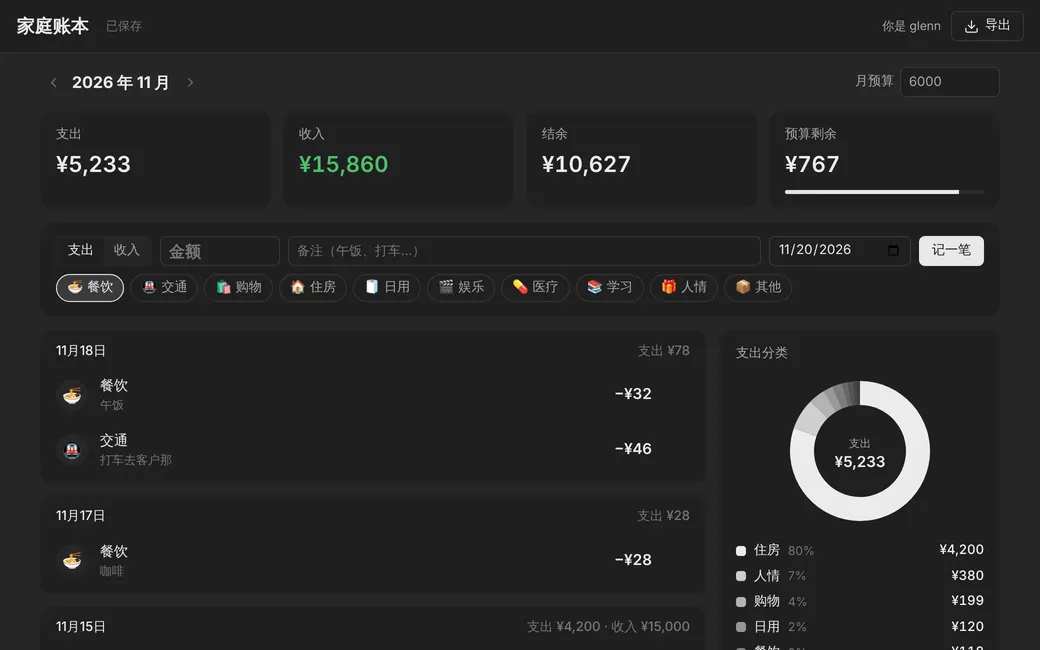 家庭账本 已保存 你是 glenn 导出
2026 年 11 月 月预算 6000
支出 收入 结余 预算剩余
¥5,233 ¥15,860 ¥10,627 ¥767
支出 收入 金额 备注（午饭、打车…） 11/20/2026 记一笔
餐饮 交通 购物 住房 日用 娱乐 医疗 学习 人情 其他
11月18日 支出 ¥78
餐饮
午饭
−¥32
交通
打车去客户那
−¥46
11月17日 支出 ¥28
餐饮
咖啡
−¥28
11月15日 支出 ¥4,200 · 收入 ¥15,000
支出分类
支出
¥5,233
住房 80% ¥4,200
人情 7% ¥380
购物 4% ¥199
日用 2% ¥120